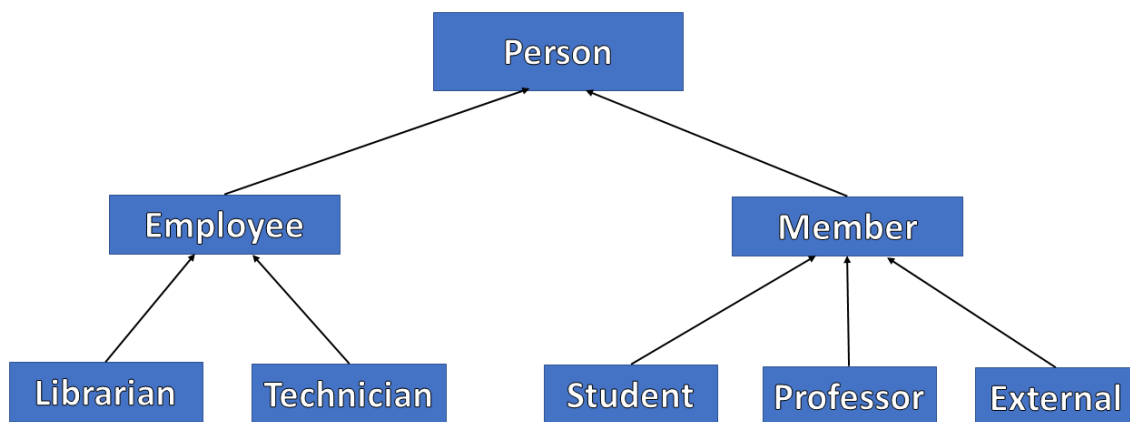 Person
Employee
Member
Librarian
Technician
Student
Professor
External